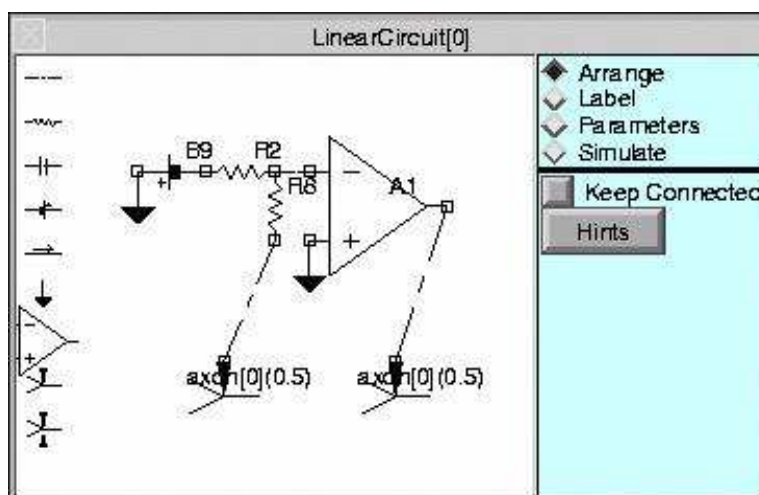 LinearCircuit[0]
Arrange
Label
Parameters
Simulate
Keep Connected
Hints
B9 R2
R8 A1
axon[0](0.5) axon[0](0.5)